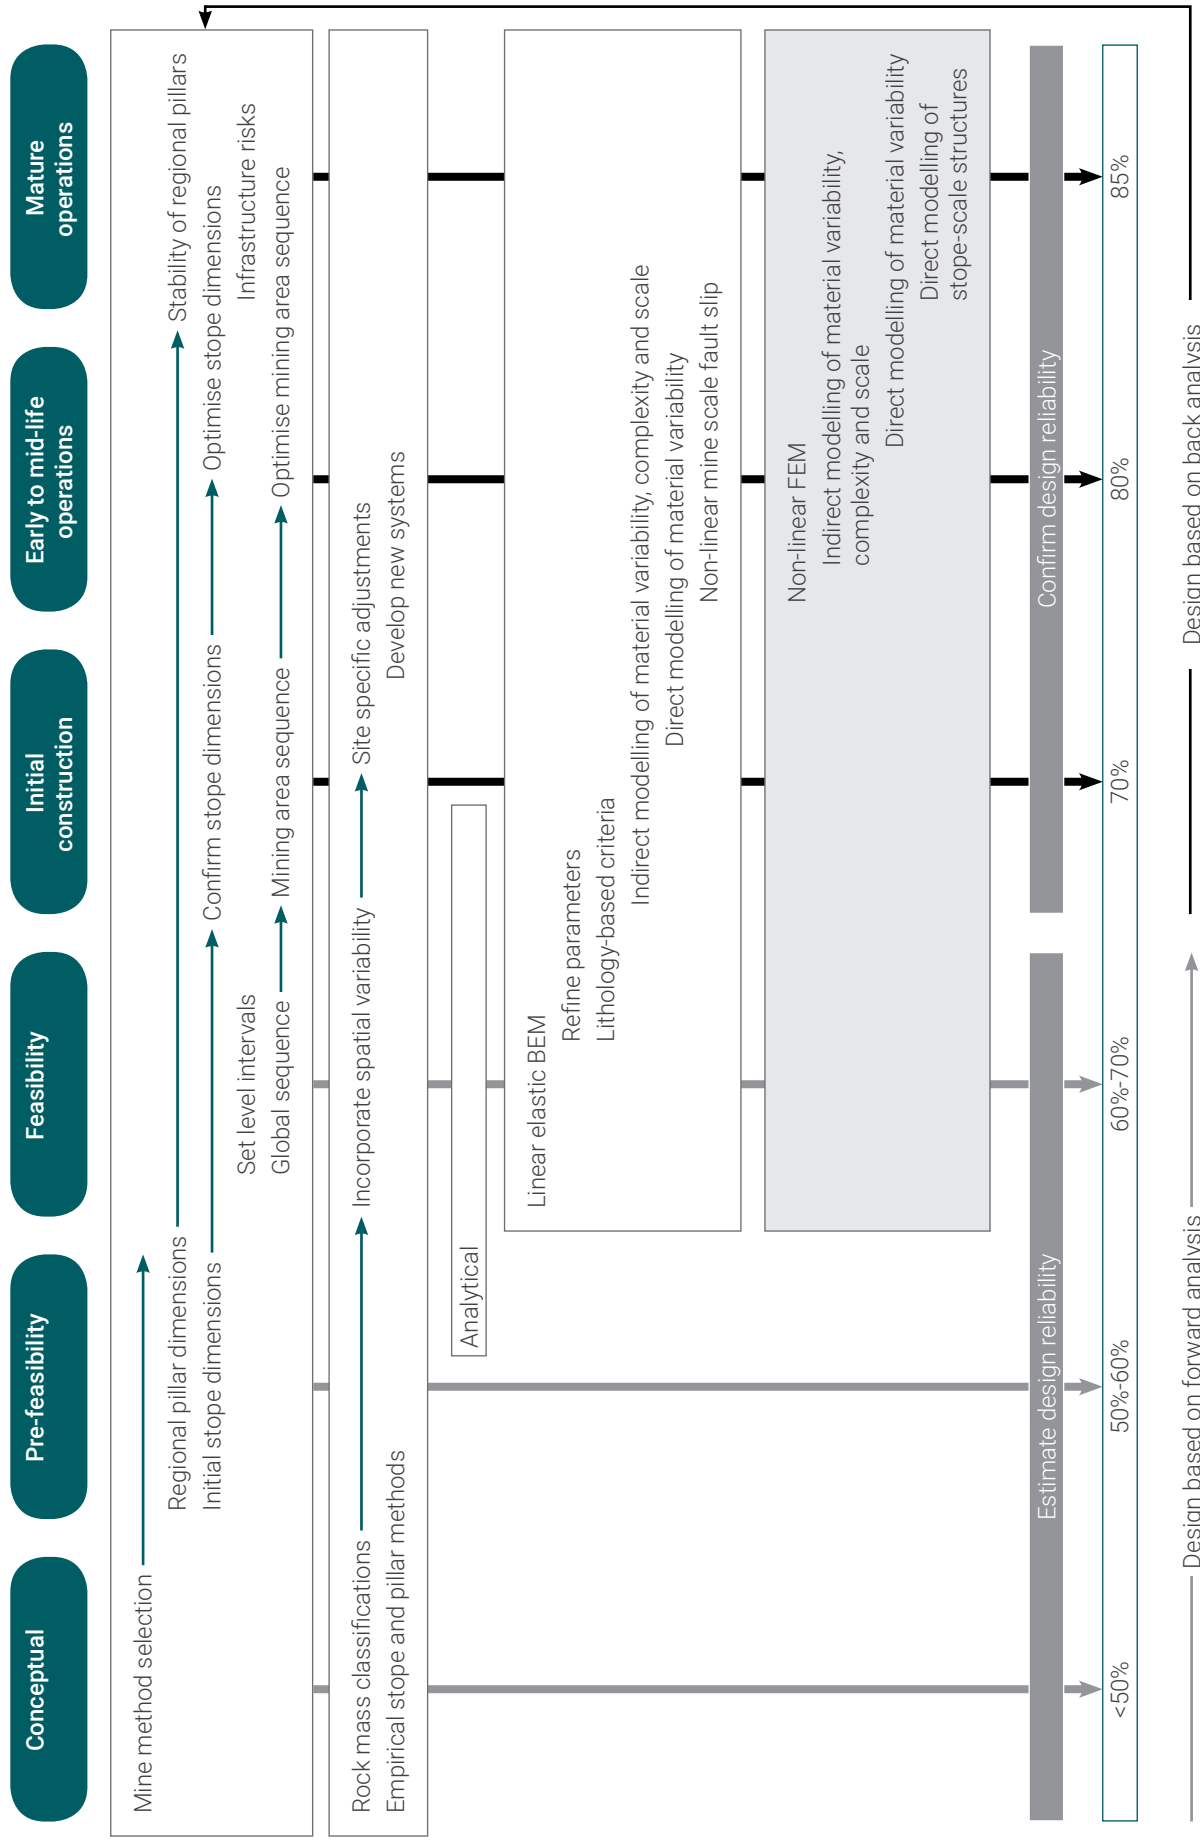 Conceptual
Pre-feasibility
Feasibility
Initial
construction
Early to mid-life
operations
Mature
operations
Mine method selection
Regional pillar dimensions
Stability of regional pillars
Initial stope dimensions
Confirm stope dimensions
Optimise stope dimensions
Set level intervals
Infrastructure risks
Global sequence
Mining area sequence
Optimise mining area sequence
Rock mass classifications
Incorporate spatial variability
Site specific adjustments
Empirical stope and pillar methods
Develop new systems
Analytical
Linear elastic BEM
Refine parameters
Lithology-based criteria
Indirect modelling of material variability, complexity and scale
Direct modelling of material variability
Non-linear mine scale fault slip
Non-linear FEM
Indirect modelling of material variability,
complexity and scale
Direct modelling of material variability
Direct modelling of
stope-scale structures
Estimate design reliability
Confirm design reliability
<50%
50%-60%
60%-70%
70%
80%
85%
Design based on forward analysis
Design based on back analysis